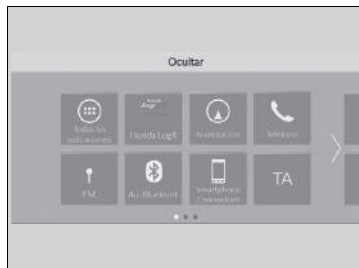 Ocultar
Todas las
aplicaciones
Honda LogR
Navegación
Teléfono
FM
Au. Bluetooth
Smartphone
Connection
TA